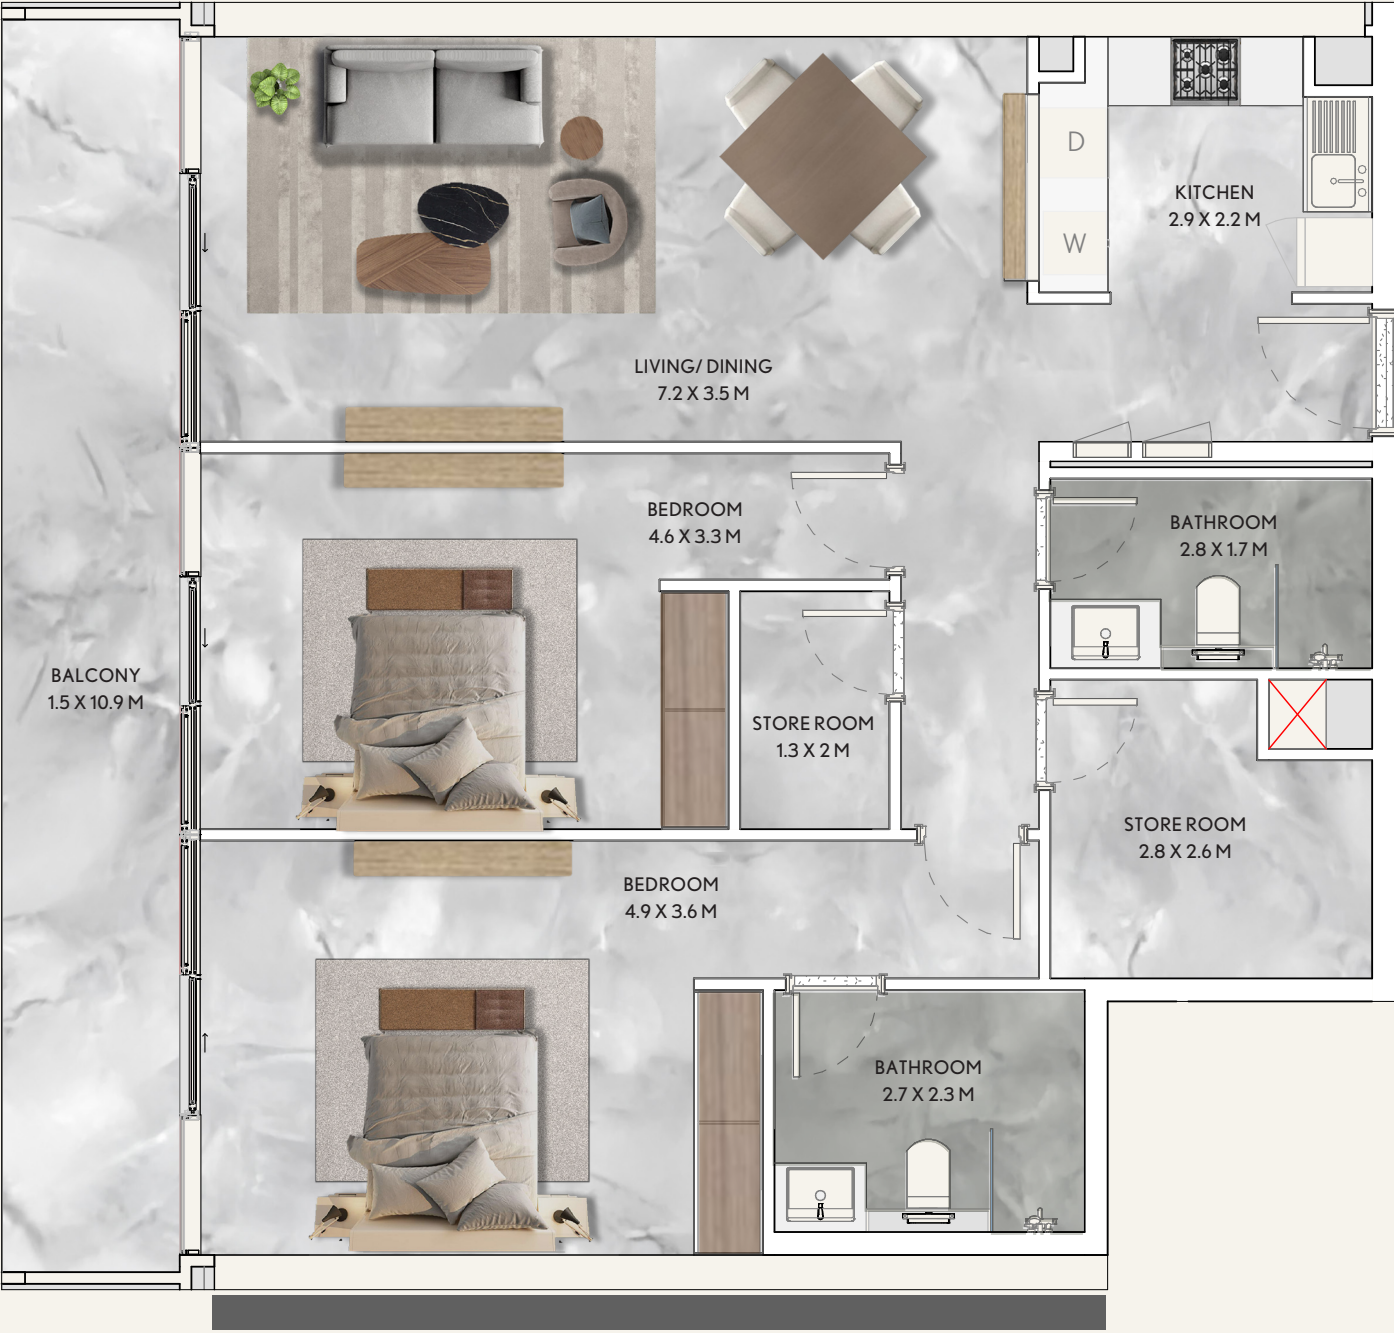 D
KITCHEN
2.9 X 2.2 M
W
LIVING/ DINING
7.2 X 3.5 M
BEDROOM
4.6 X 3.3 M
BATHROOM
2.8 X 1.7 M
BALCONY
1.5 X 10.9 M
STORE ROOM
1.3 X 2 M
STORE ROOM
2.8 X 2.6 M
BEDROOM
4.9 X 3.6 M
BATHROOM
2.7 X 2.3 M